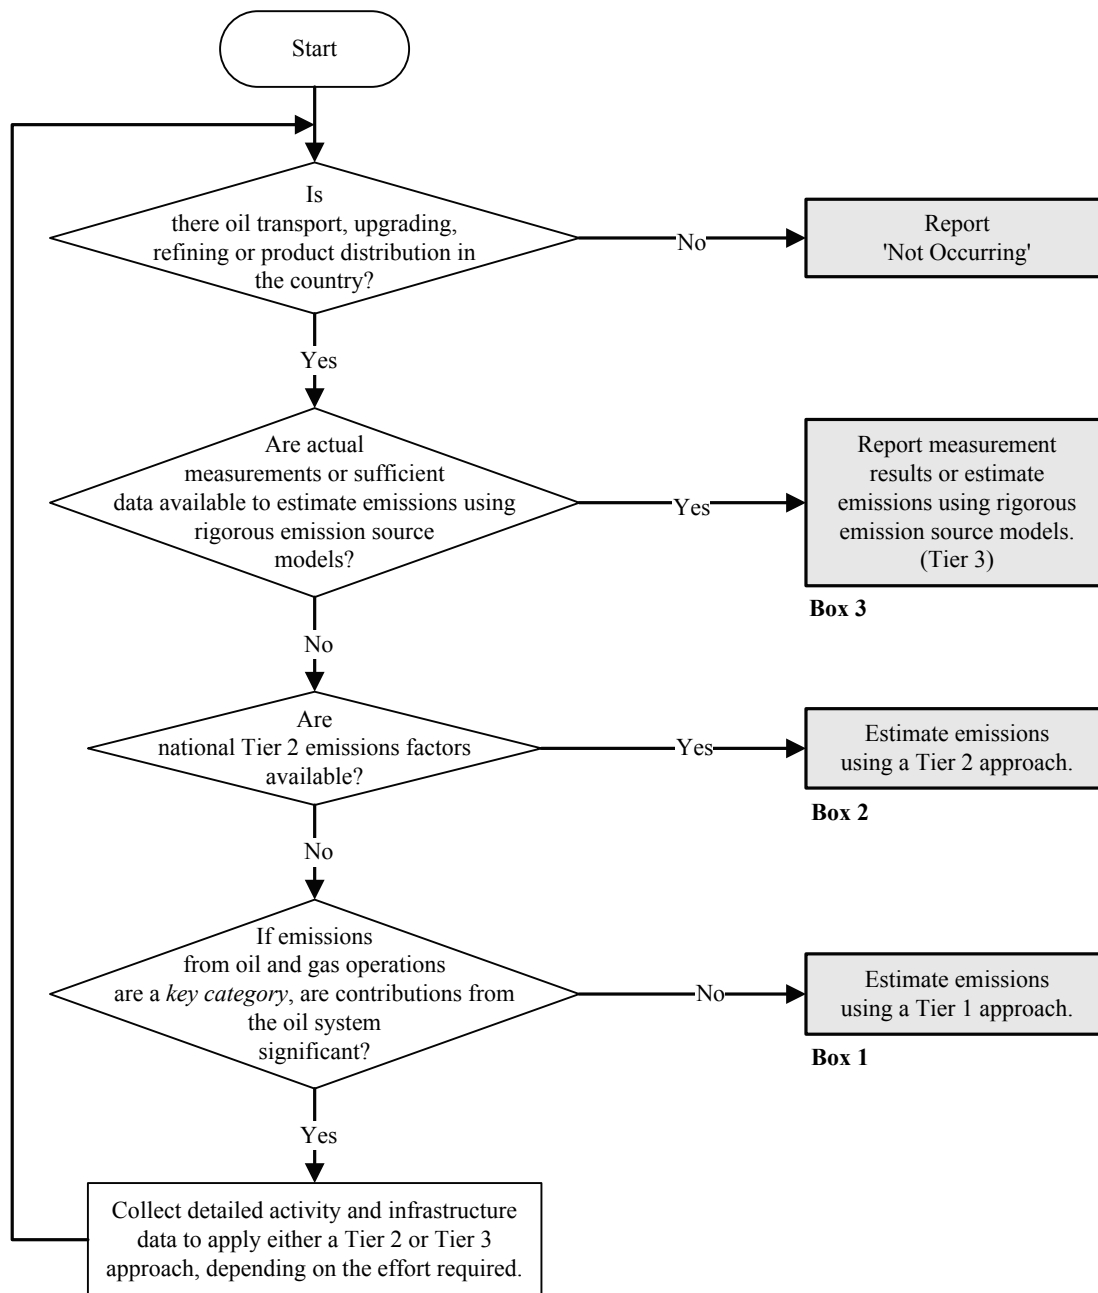 Start
Is
there oil transport, upgrading,
refining or product distribution in
the country?
No
Report
'Not Occurring'
Yes
Are actual
measurements or sufficient
data available to estimate emissions using
rigorous emission source
models?
Yes
Report measurement
results or estimate
emissions using rigorous
emission source models.
(Tier 3)
Box 3
No
Are
national Tier 2 emissions factors
available?
Yes
Estimate emissions
using a Tier 2 approach.
Box 2
No
If emissions
from oil and gas operations
are a key category, are contributions from
the oil system
significant?
No
Estimate emissions
using a Tier 1 approach.
Box 1
Yes
Collect detailed activity and infrastructure
data to apply either a Tier 2 or Tier 3
approach, depending on the effort required.